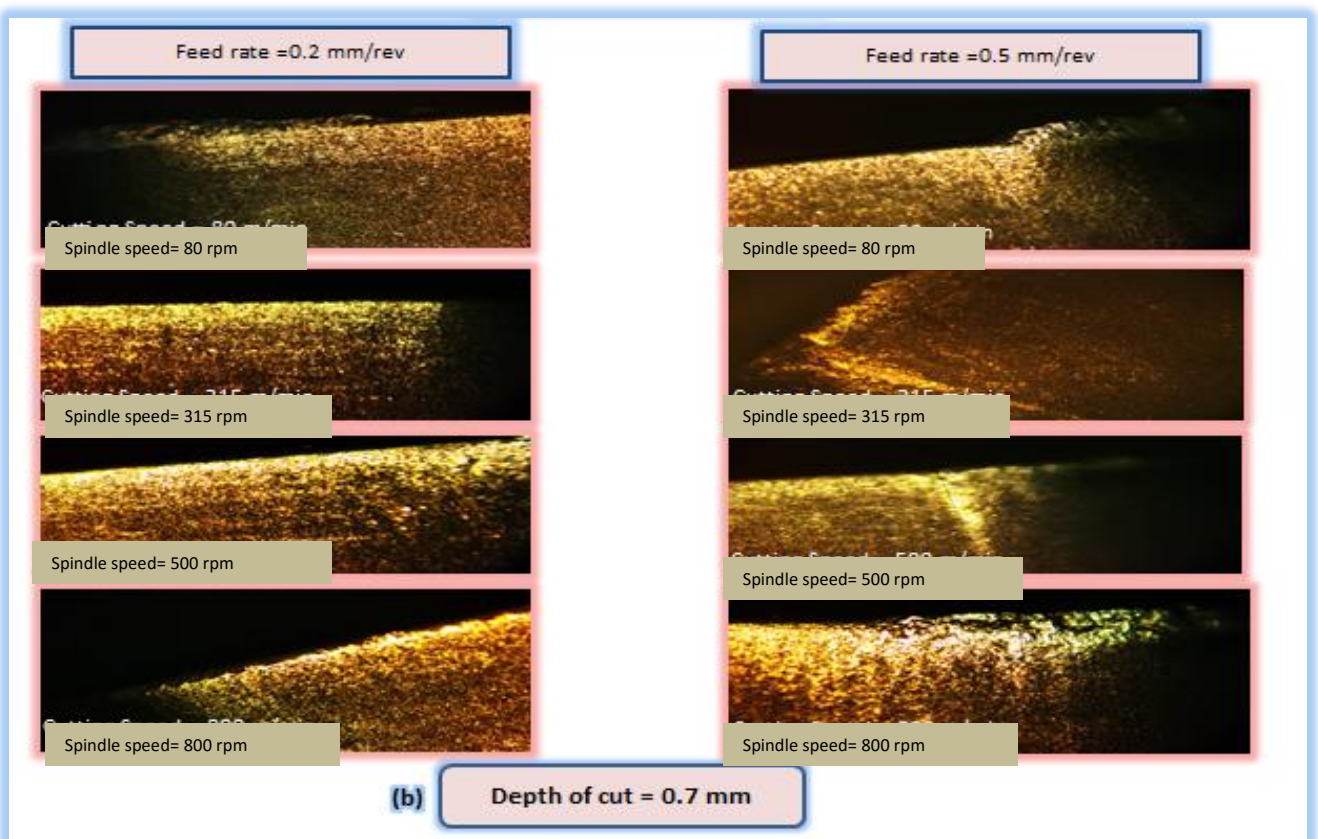 Feed rate =0.2 mm/rev
Feed rate =0.5 mm/rev
Spindle speed= 80 rpm
Spindle speed= 80 rpm
Spindle speed= 315 rpm
Spindle speed= 315 rpm
Spindle speed= 500 rpm
Spindle speed= 500 rpm
Spindle speed= 800 rpm
Spindle speed= 800 rpm
(b) Depth of cut = 0.7 mm